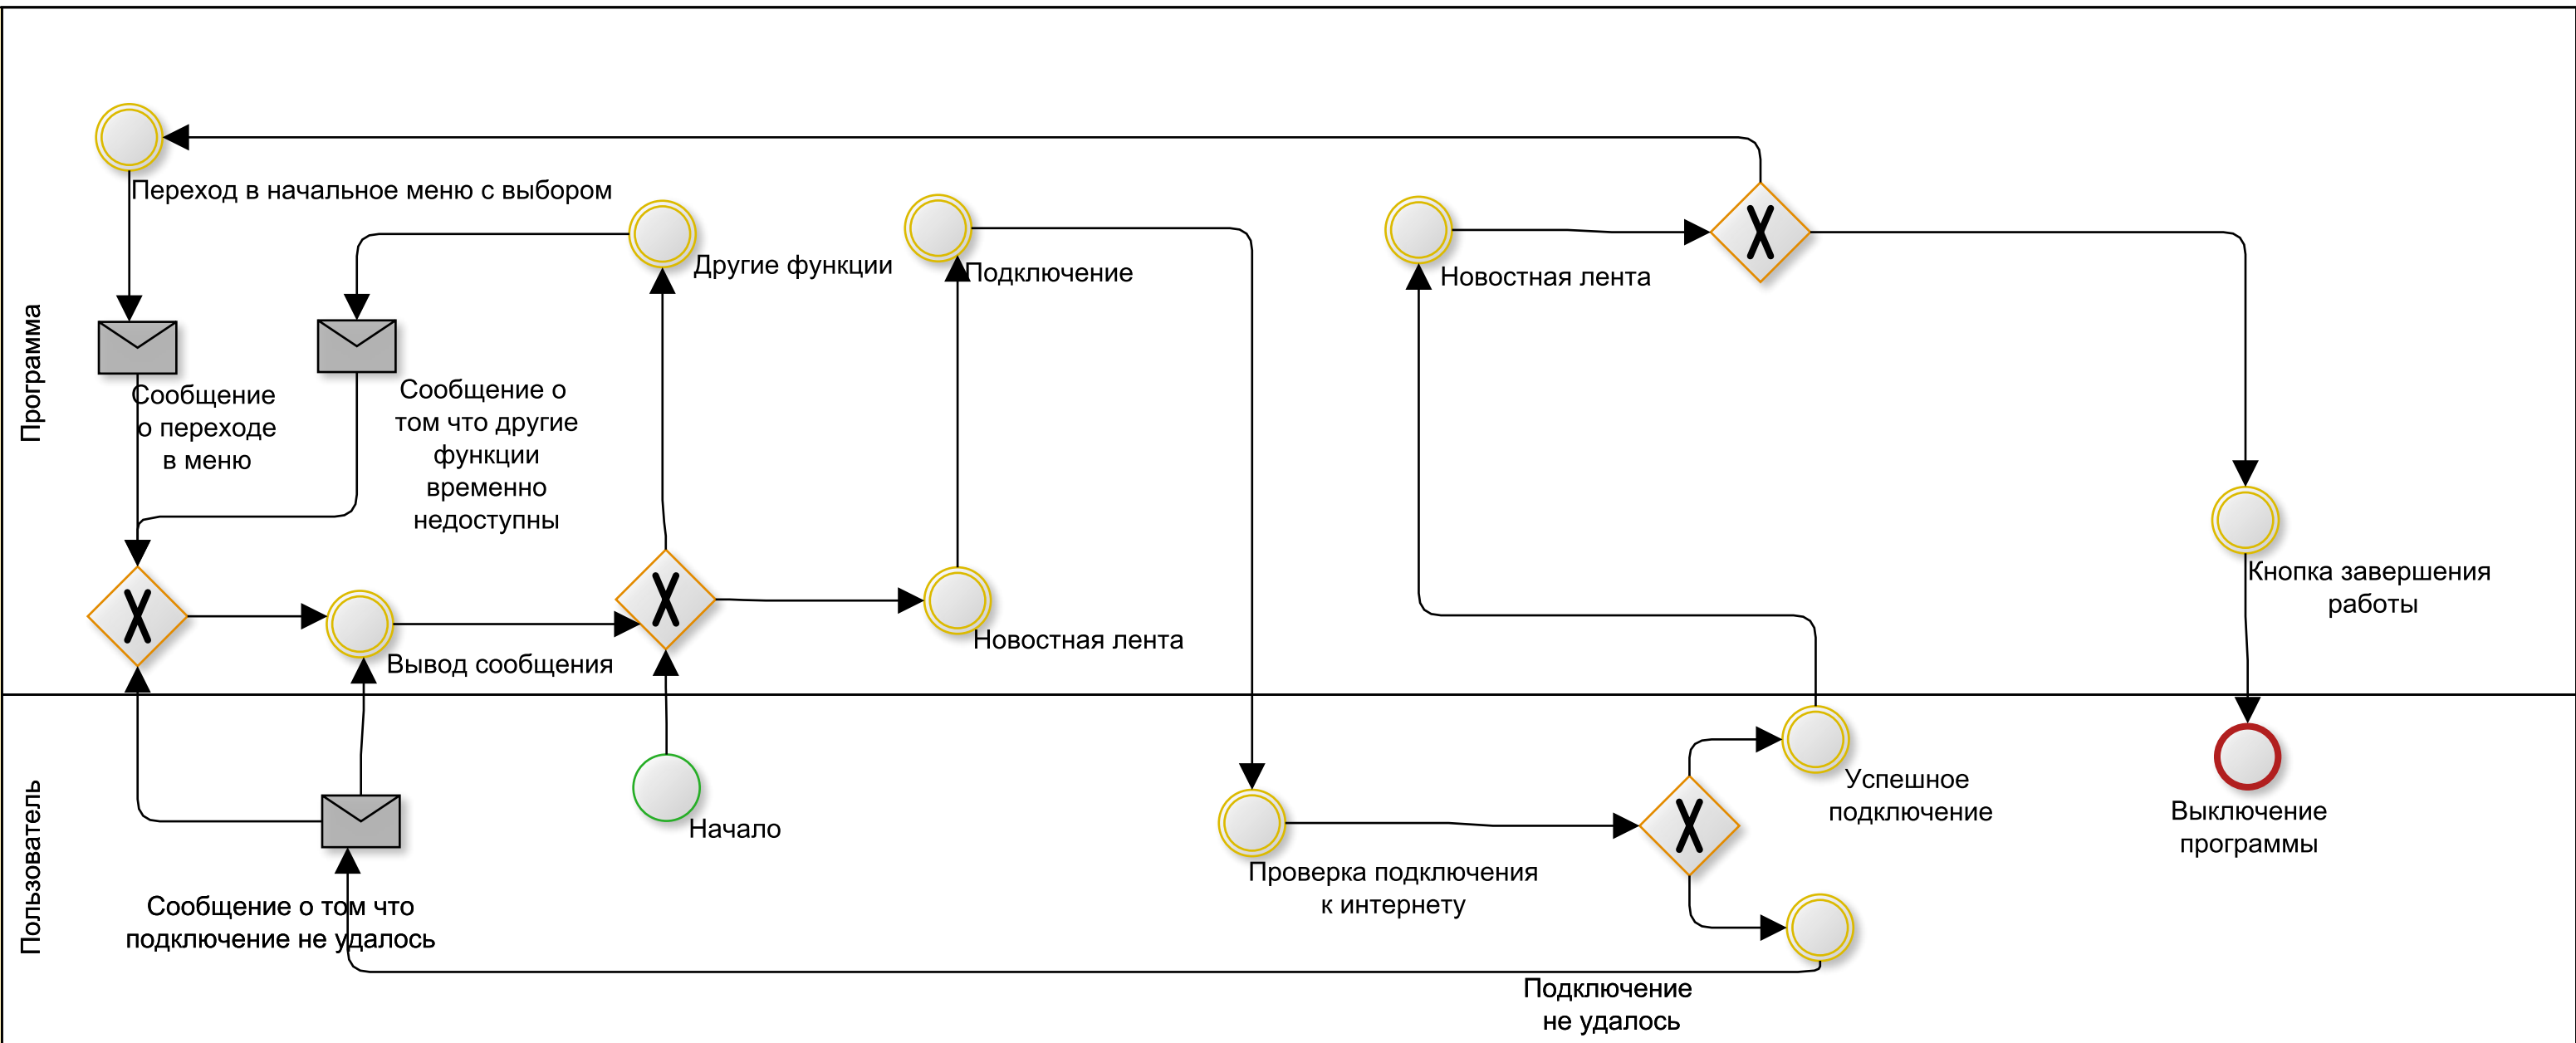 Программа
Переход в начальное меню с выбором
Другие функции
Подключение
Новостная лента
Сообщение
о переходе
в меню
Сообщение о
том что другие
функции
временно
недоступны
Кнопка завершения
работы
Вывод сообщения
Новостная лента
Пользователь
Начало
Успешное
подключение
Выключение
программы
Проверка подключения
к интернету
Сообщение о том что
подключение не удалось
Подключение
не удалось